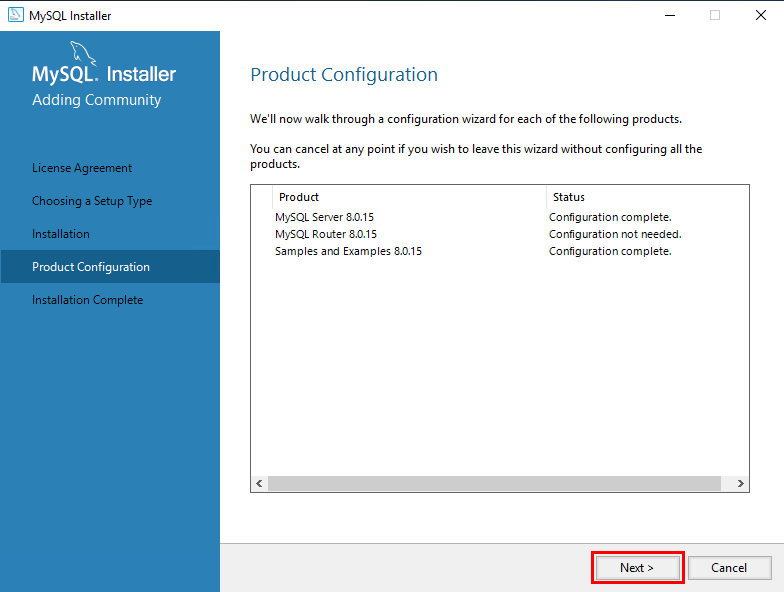 MySQL Installer
MySQL. Installer
Adding Community
License Agreement
Choosing a Setup Type
Installation
Product Configuration
Installation Complete
Product Configuration
We'll now walk through a configuration wizard for each of the following products.
You can cancel at any point if you wish to leave this wizard without configuring all the
products.
Product Status
MySQL Server 8.0.15 Configuration complete.
MySQL Router 8.0.15 Configuration not needed.
Samples and Examples 8.0.15 Configuration complete.
Next > Cancel